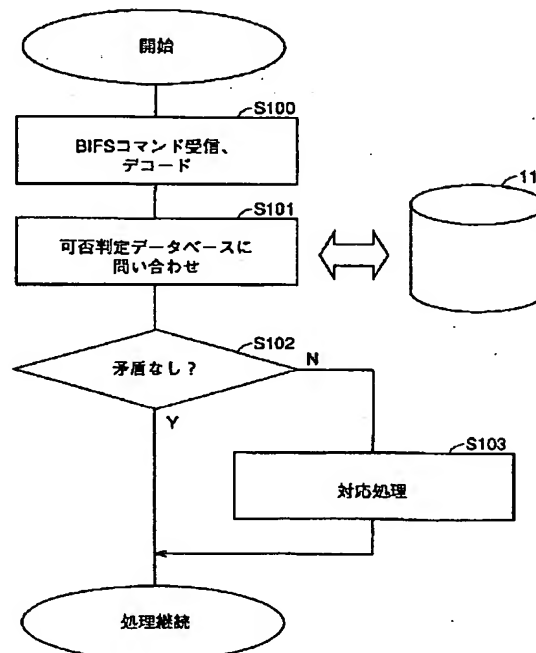 開始
S100
BIFSコマンド受信、
デコード
S101
可否判定データベースに
問い合わせ
11
S102
矛盾なし?
N
Y
S103
対応処理
処理継続